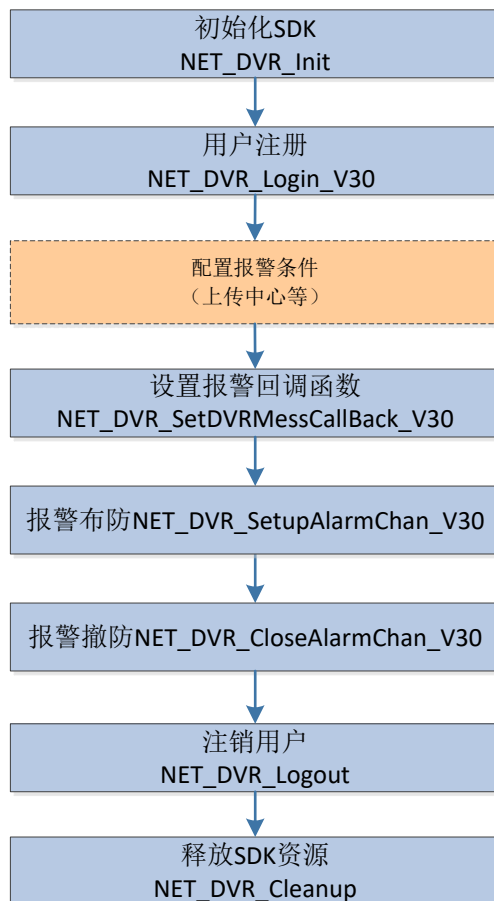 初始化SDK
NET_DVR_Init
用户注册
NET_DVR_Login_V30
配置报警条件
（上传中心等）
设置报警回调函数
NET_DVR_SetDVRMessCallBack_V30
报警布防NET_DVR_SetupAlarmChan_V30
报警撤防NET_DVR_CloseAlarmChan_V30
注销用户
NET_DVR_Logout
释放SDK资源
NET_DVR_Cleanup